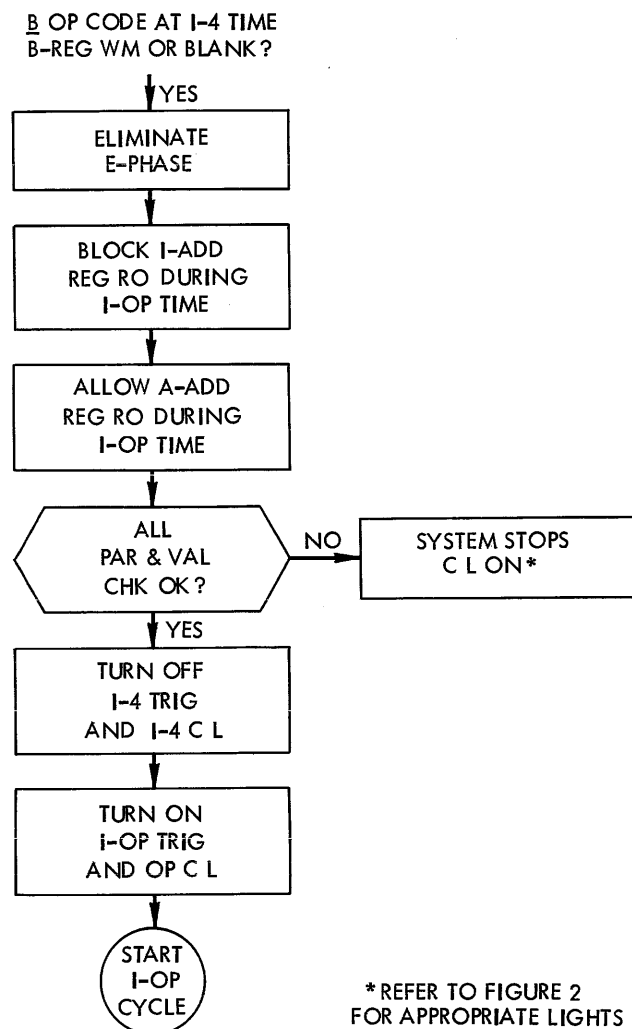 B OP CODE AT I-4 TIME
B-REG WM OR BLANK?
YES
ELIMINATE
E-PHASE
BLOCK I-ADD
REG RO DURING
I-OP TIME
ALLOW A-ADD
REG RO DURING
I-OP TIME
ALL
PAR & VAL
CHK OK?
NO
SYSTEM STOPS
C L ON*
YES
TURN OFF
I-4 TRIG
AND I-4 C L
TURN ON
I-OP TRIG
AND OP C L
START
I-OP
CYCLE
*REFER TO FIGURE 2
FOR APPROPRIATE LIGHTS